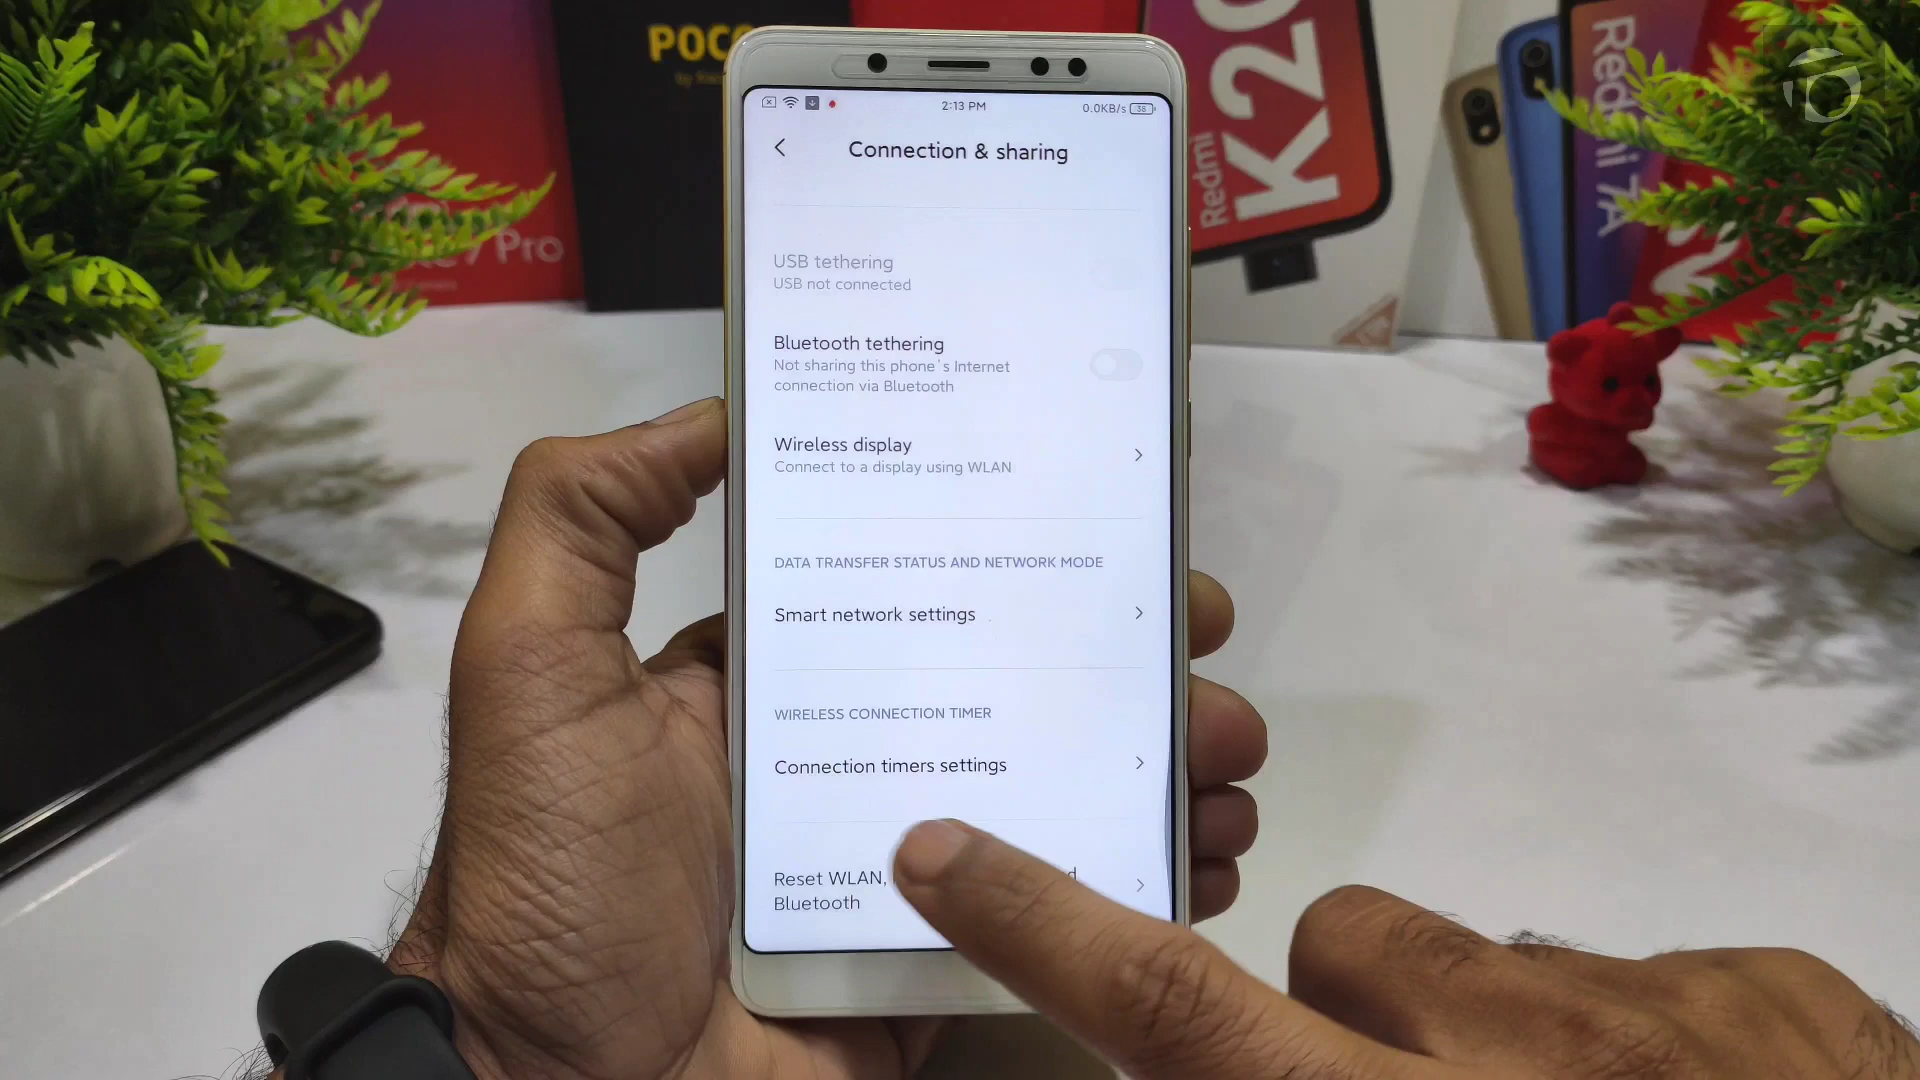 POCO
K20
Redmi
Redmi 7A
7 Pro
2:13 PM
0.0KB/s
38
Connection & sharing
USB tethering
USB not connected
Bluetooth tethering
Not sharing this phone's Internet
connection via Bluetooth
Wireless display
Connect to a display using WLAN
DATA TRANSFER STATUS AND NETWORK MODE
Smart network settings
WIRELESS CONNECTION TIMER
Connection timers settings
Reset WLAN,
Bluetooth